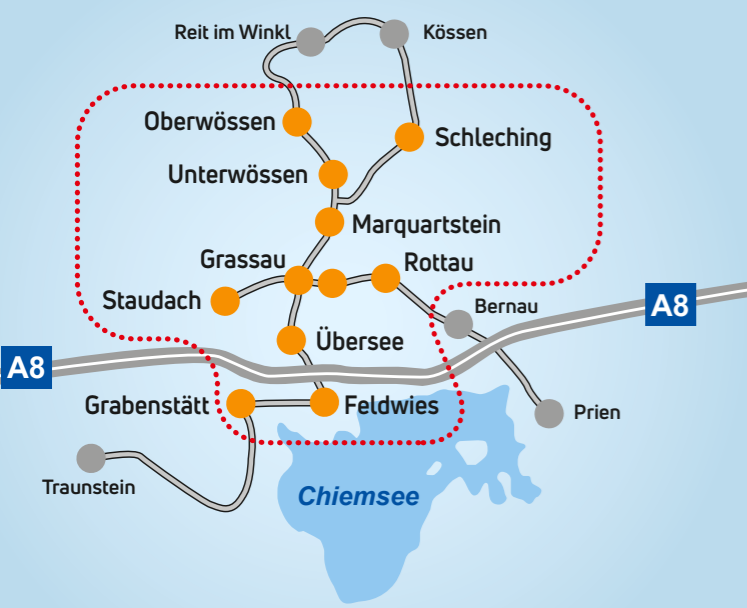 Reit im Winkl
Kössen
Oberwössen
Schleching
Unterwössen
Marquartstein
Grassau
Rottau
Staudach
Bernau
A8
Übersee
A8
Grabenstätt
Feldwies
Prien
Traunstein
Chiemsee